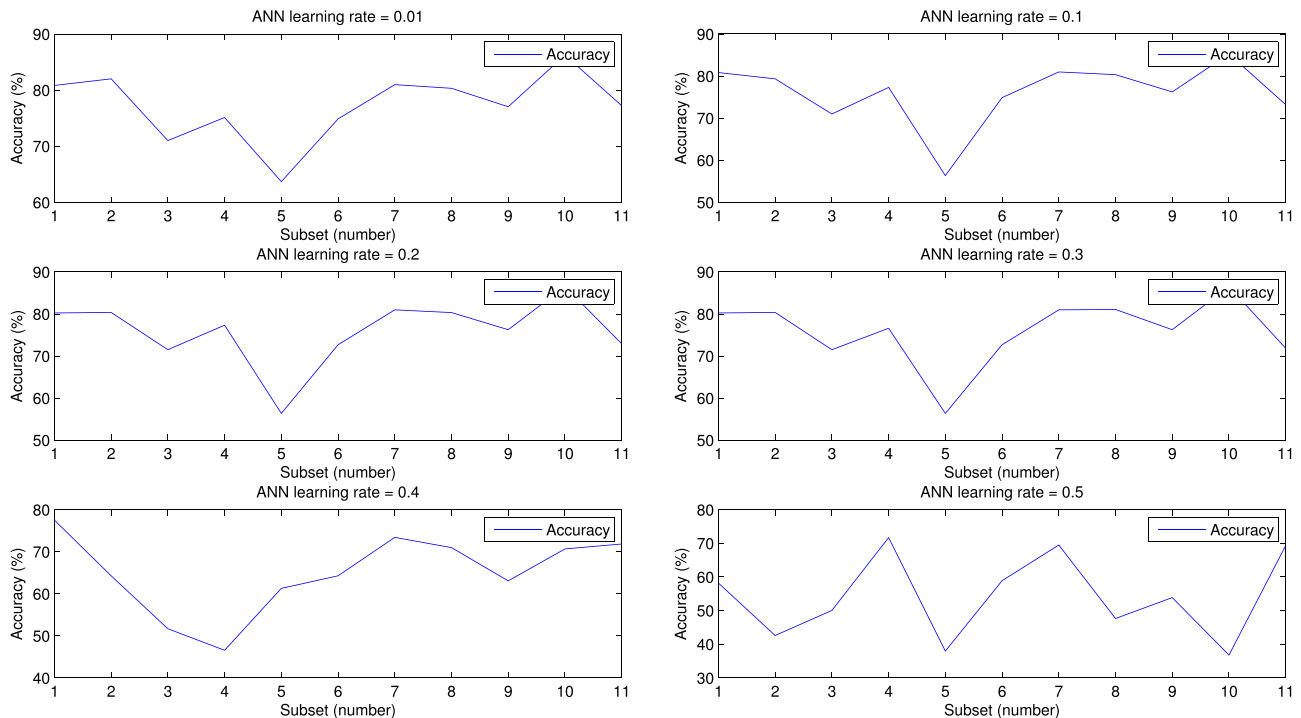 ANN learning rate = 0.01
Accuracy
90
80
70
60
Accuracy (%)
1 2 3 4 5 6 7 8 9 10 11
Subset (number)
ANN learning rate = 0.1
Accuracy
90
80
70
60
50
Accuracy (%)
1 2 3 4 5 6 7 8 9 10 11
Subset (number)
ANN learning rate = 0.2
Accuracy
90
80
70
60
50
Accuracy (%)
1 2 3 4 5 6 7 8 9 10 11
Subset (number)
ANN learning rate = 0.3
Accuracy
90
80
70
60
50
Accuracy (%)
1 2 3 4 5 6 7 8 9 10 11
Subset (number)
ANN learning rate = 0.4
Accuracy
80
70
60
50
40
Accuracy (%)
1 2 3 4 5 6 7 8 9 10 11
Subset (number)
ANN learning rate = 0.5
Accuracy
80
70
60
50
40
30
Accuracy (%)
1 2 3 4 5 6 7 8 9 10 11
Subset (number)